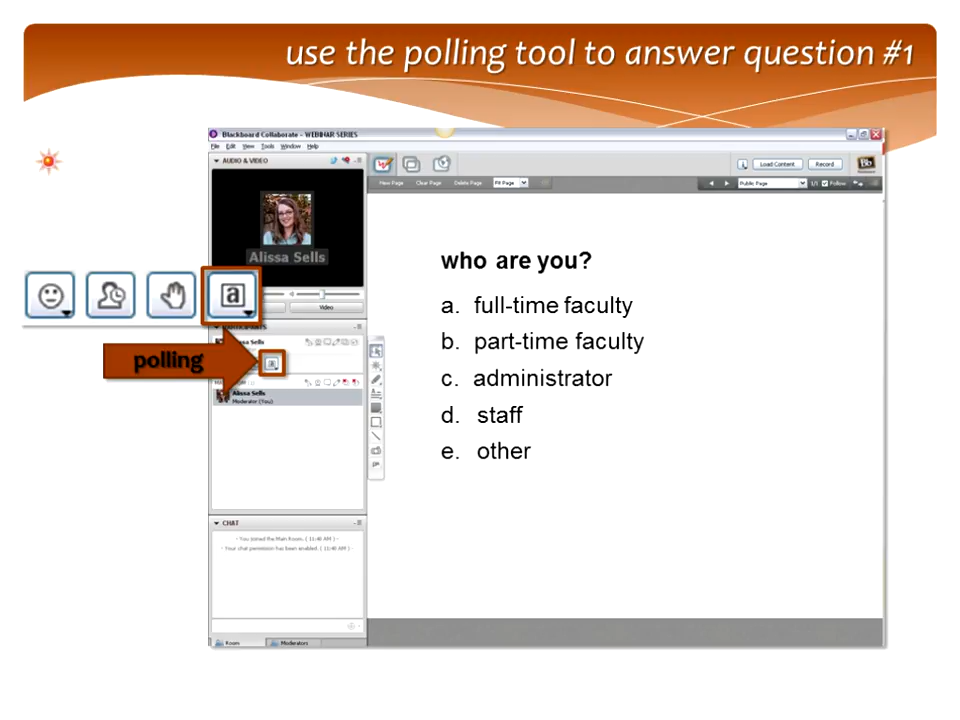 use the polling tool to answer question #1
Blackboard Collaborate - WEBINAR SERIES
File Edit View Tools Window Help
AUDIO & VIDEO
Load Content
Record
Bb
New Page Clear Page Delete Page Fit Page
Public Page
1/1
Follow
Alissa Sells
who are you?
a. full-time faculty
b. part-time faculty
c. administrator
d. staff
e. other
a
Video
PARTICIPANTS
polling
a
Alissa Sells
Moderator (You)
CHAT
- You joined the Main Room. ( 11:40 AM ) -
- Your chat permission has been enabled. ( 11:40 AM ) -
Room
Moderators